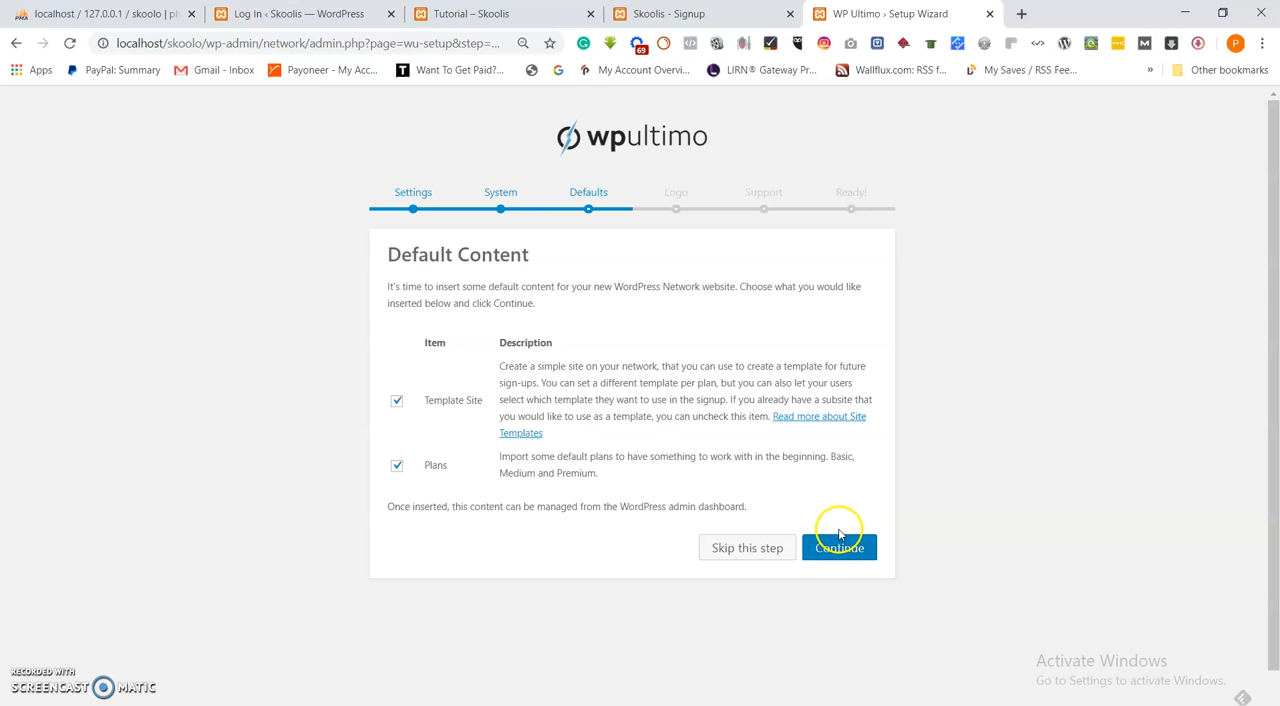 localhost / 127.0.0.1 / skoolo | p
Log In ‹ Skoolis — WordPress
Tutorial – Skoolis
Skoolis - Signup
WP Ultimo › Setup Wizard
localhost/skoolo/wp-admin/network/admin.php?page=wu-setup&step=...
69
P
Apps
PayPal: Summary
Gmail - Inbox
Payoneer - My Acc...
Want To Get Paid?...
My Account Overvi...
LIRN® Gateway Pr...
Wallflux.com: RSS f...
My Saves / RSS Fee...
»
Other bookmarks
wpultimo
Settings
System
Defaults
Logo
Support
Ready!
Default Content
It's time to insert some default content for your new WordPress Network website. Choose what you would like
inserted below and click Continue.
Item
Description
Template Site
Create a simple site on your network, that you can use to create a template for future
sign-ups. You can set a different template per plan, but you can also let your users
select which template they want to use in the signup. If you already have a subsite that
you would like to use as a template, you can uncheck this item. Read more about Site
Templates
Plans
Import some default plans to have something to work with in the beginning. Basic,
Medium and Premium.
Once inserted, this content can be managed from the WordPress admin dashboard.
Skip this step
Continue
Activate Windows
Go to Settings to activate Windows.
RECORDED WITH
SCREENCAST MATIC